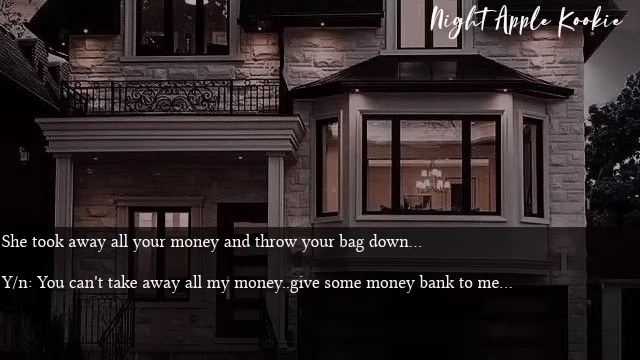 Night Apple Kookie
She took away all your money and throw your bag down...
Y/n: You can't take away all my money..give some money bank to me...